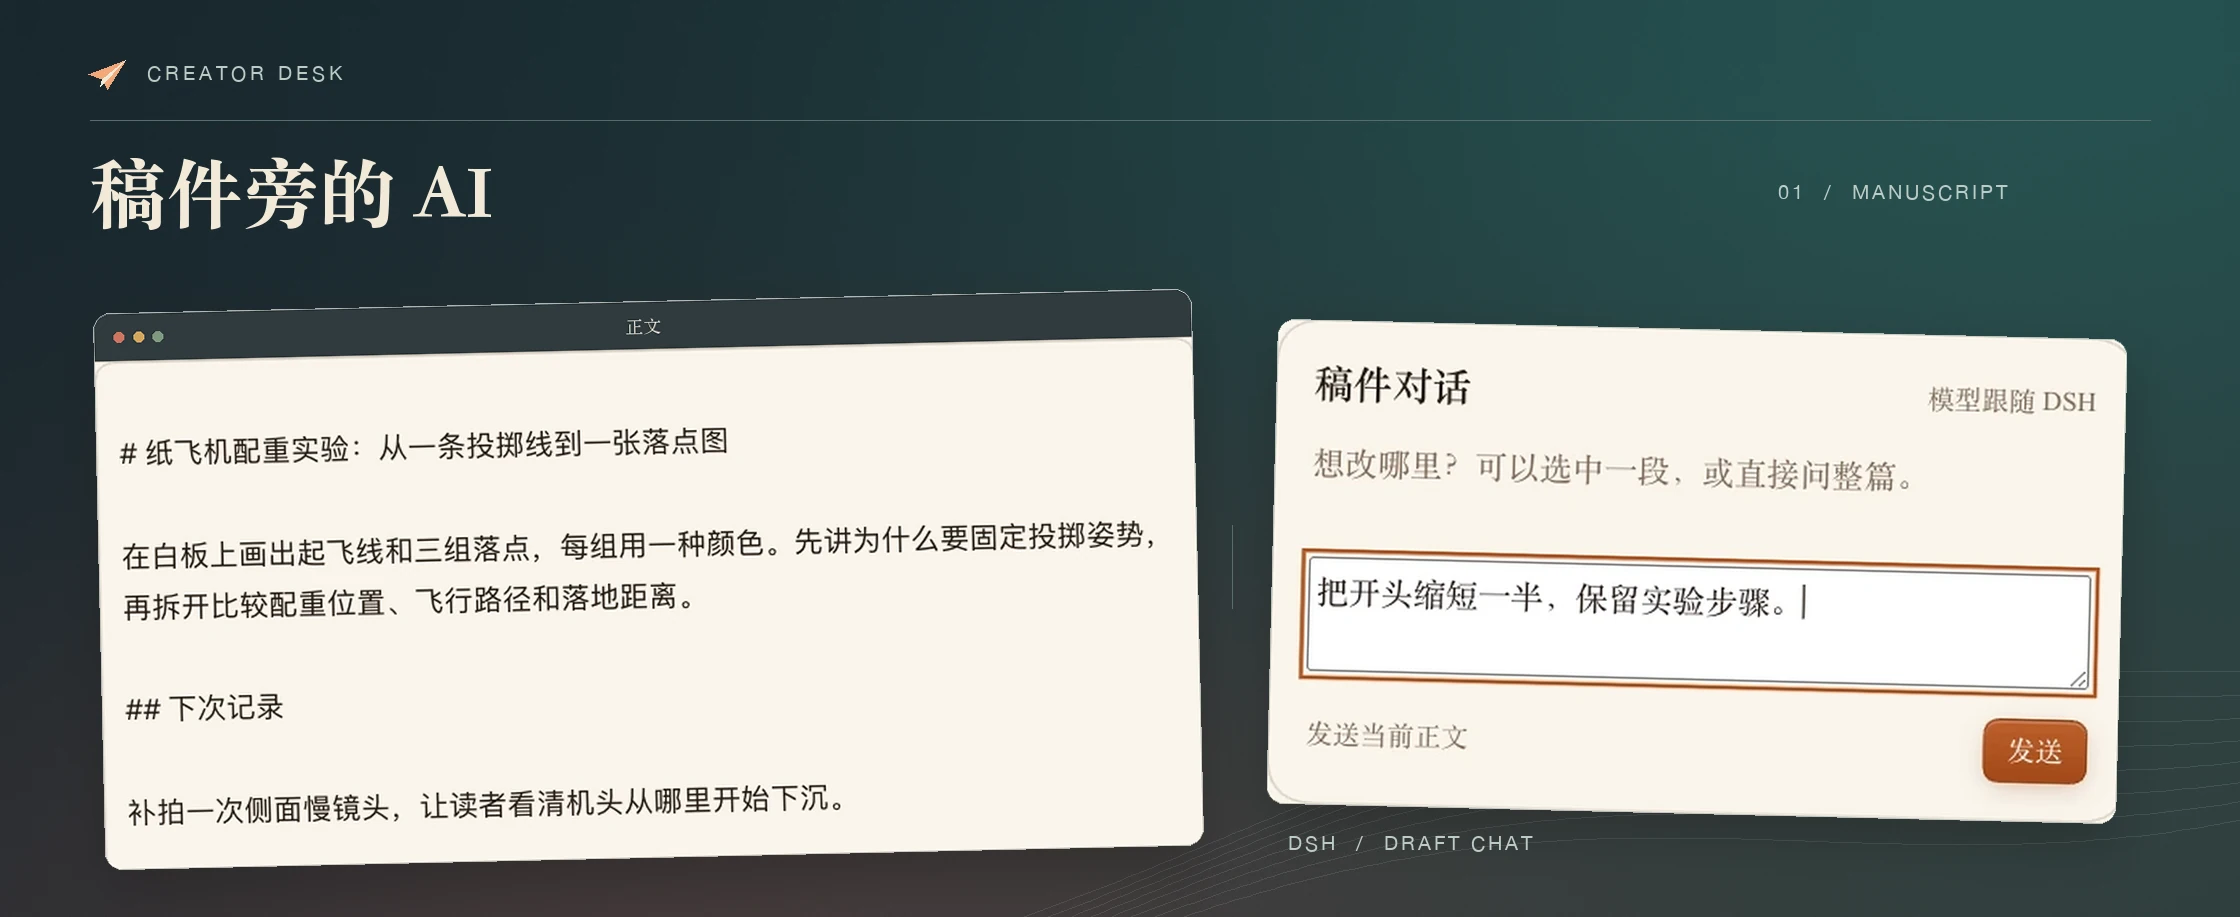 CREATOR DESK
稿件旁的 AI
01 / MANUSCRIPT
正文
# 纸飞机配重实验：从一条投掷线到一张落点图
在白板上画出起飞线和三组落点，每组用一种颜色。先讲为什么要固定投掷姿势，
再拆开比较配重位置、飞行路径和落地距离。
## 下次记录
补拍一次侧面慢镜头，让读者看清机头从哪里开始下沉。
稿件对话
模型跟随 DSH
想改哪里？可以选中一段，或直接问整篇。
把开头缩短一半，保留实验步骤。
发送当前正文
发送
DSH / DRAFT CHAT